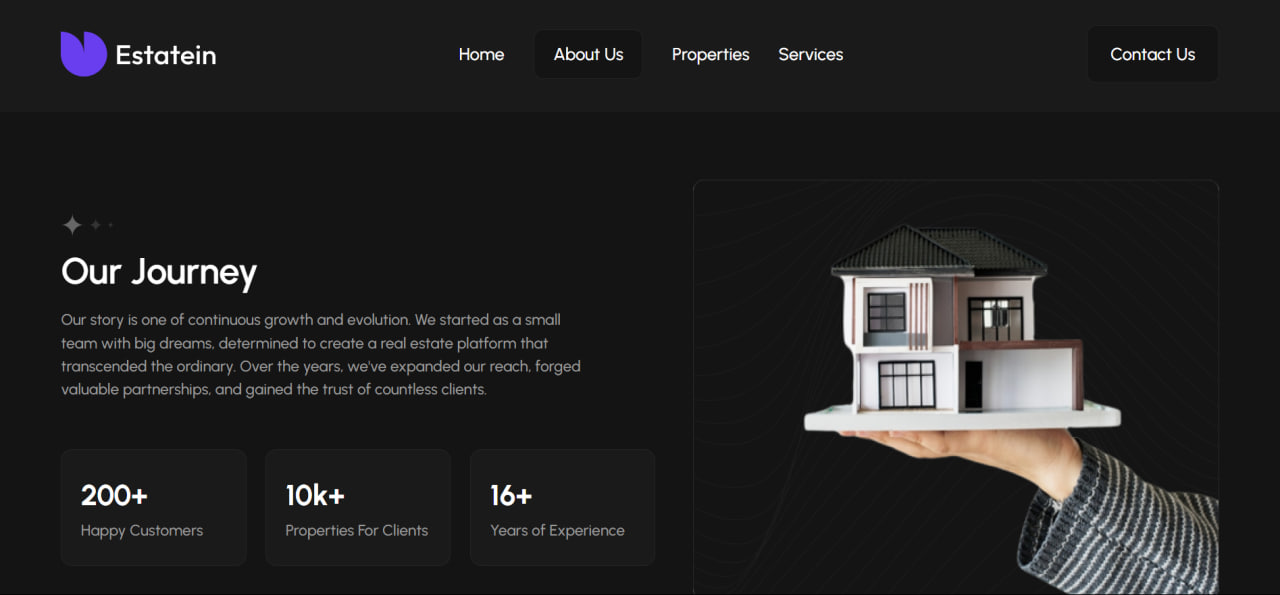 Estatein
Home
About Us
Properties
Services
Contact Us
Our Journey
Our story is one of continuous growth and evolution. We started as a small
team with big dreams, determined to create a real estate platform that
transcended the ordinary. Over the years, we've expanded our reach, forged
valuable partnerships, and gained the trust of countless clients.
200+
Happy Customers
10k+
Properties For Clients
16+
Years of Experience